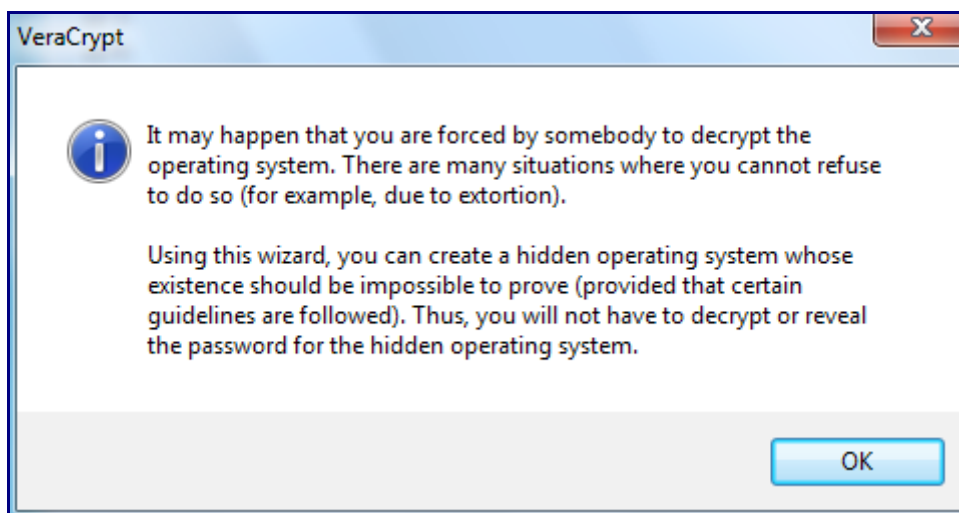 VeraCrypt
It may happen that you are forced by somebody to decrypt the
operating system. There are many situations where you cannot refuse
to do so (for example, due to extortion).
Using this wizard, you can create a hidden operating system whose
existence should be impossible to prove (provided that certain
guidelines are followed). Thus, you will not have to decrypt or reveal
the password for the hidden operating system.
OK